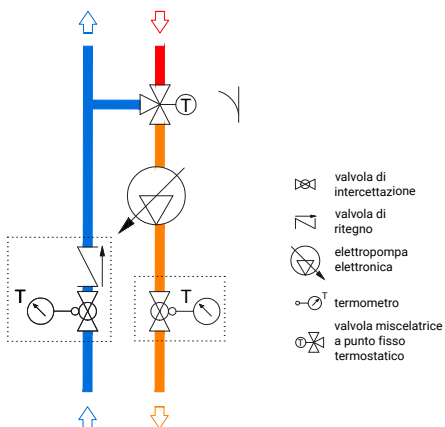 T
valvola di
intercettazione
valvola di
ritegno
elettropompa
elettronica
T
T
T
termometro
valvola miscelatrice
a punto fisso
termostatico
T